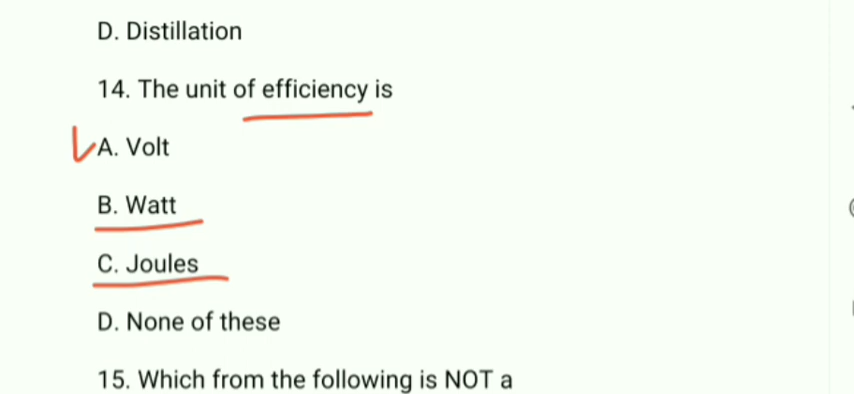 D. Distillation
14. The unit of efficiency is
A. Volt
B. Watt
C. Joules
D. None of these
15. Which from the following is NOT a